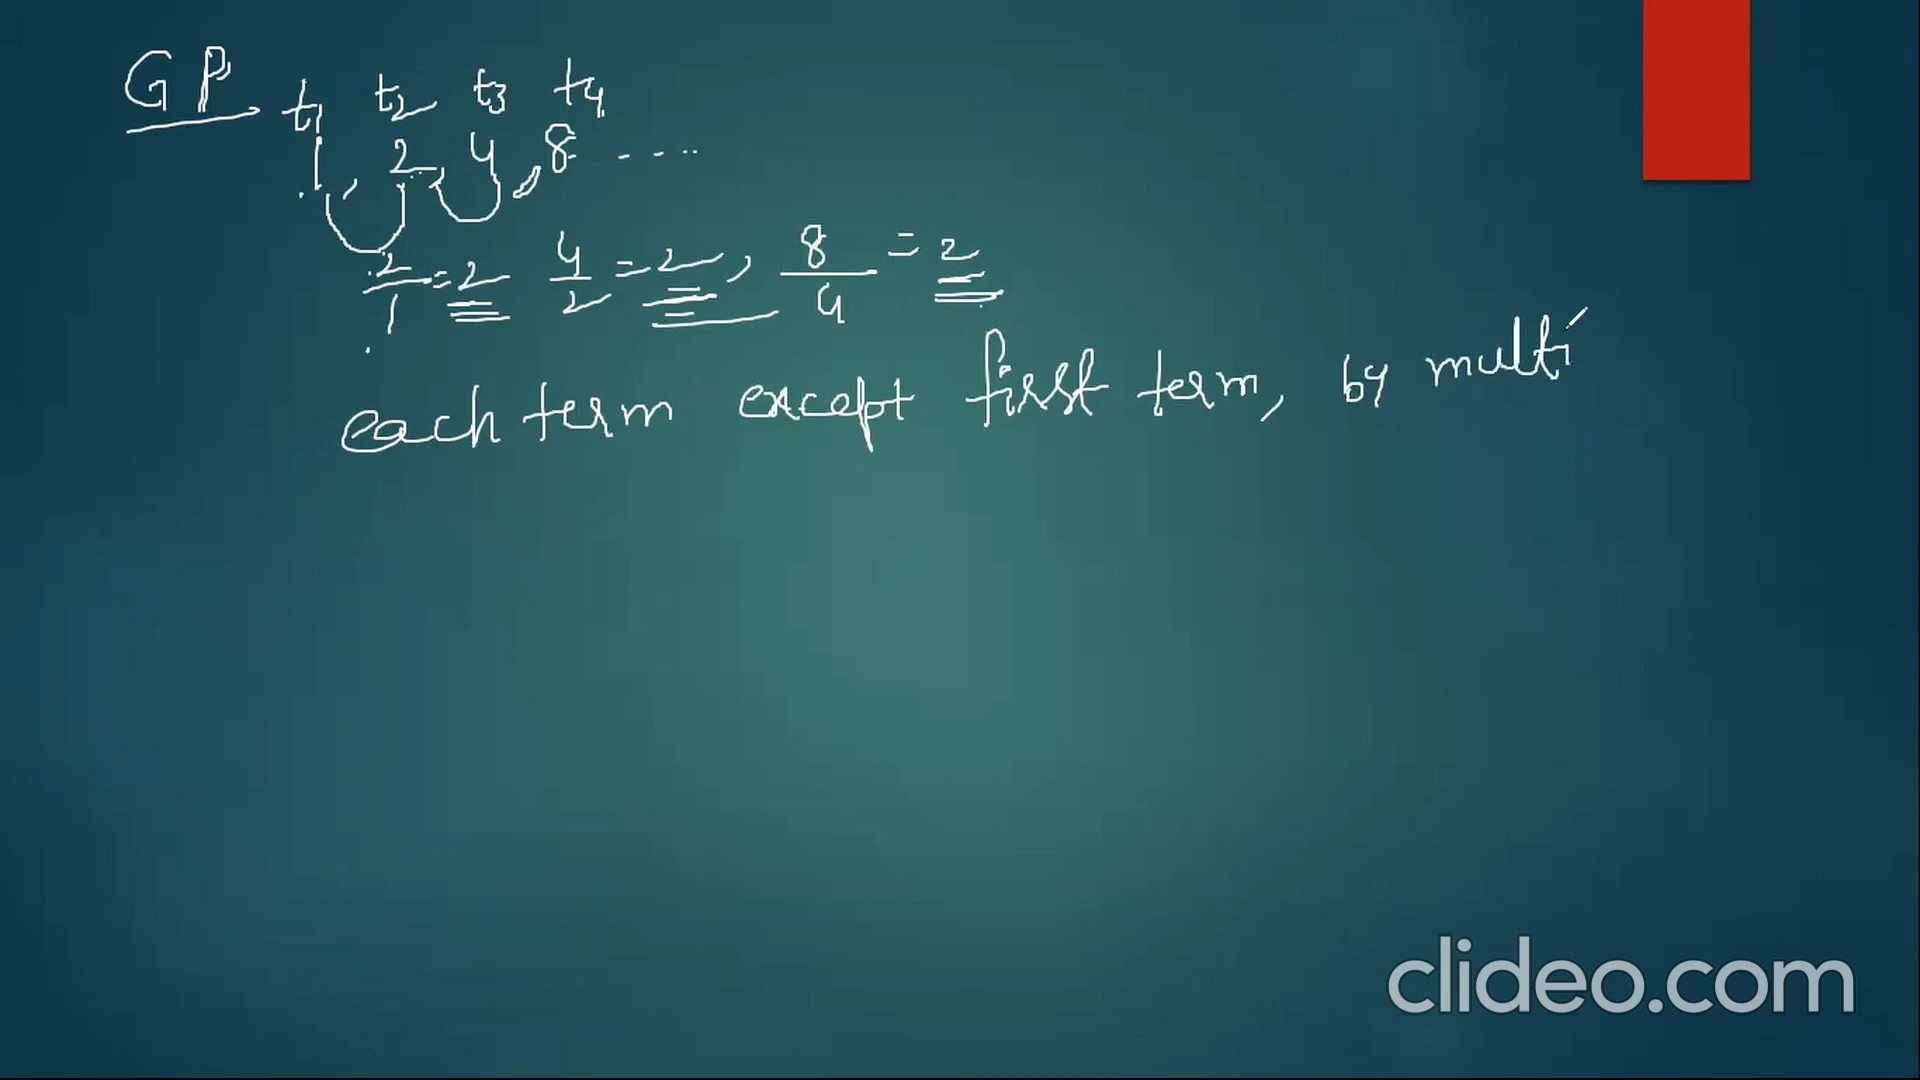 GP
t1 t2 t3 t4
1, 2, 4, 8 ....
2/1 = 2 4/2 = 2, 8/4 = 2
each term except first term, by multi
clideo.com